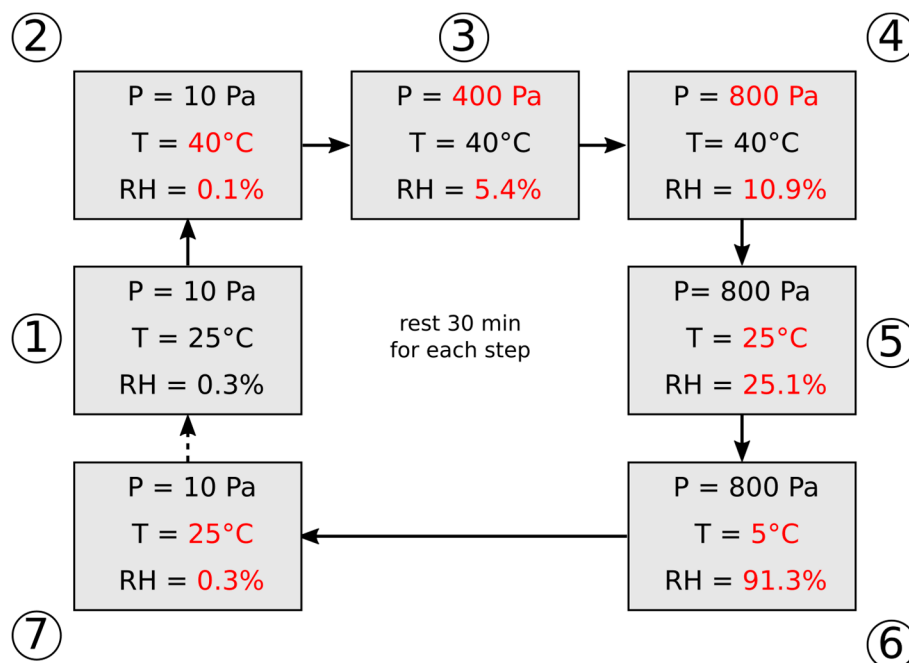 ②
P = 10 Pa
T = 40°C
RH = 0.1%
③
P = 400 Pa
T = 40°C
RH = 5.4%
④
P = 800 Pa
T= 40°C
RH = 10.9%
①
P = 10 Pa
T = 25°C
RH = 0.3%
rest 30 min
for each step
⑤
P= 800 Pa
T = 25°C
RH = 25.1%
⑦
P = 10 Pa
T = 25°C
RH = 0.3%
⑥
P = 800 Pa
T = 5°C
RH = 91.3%